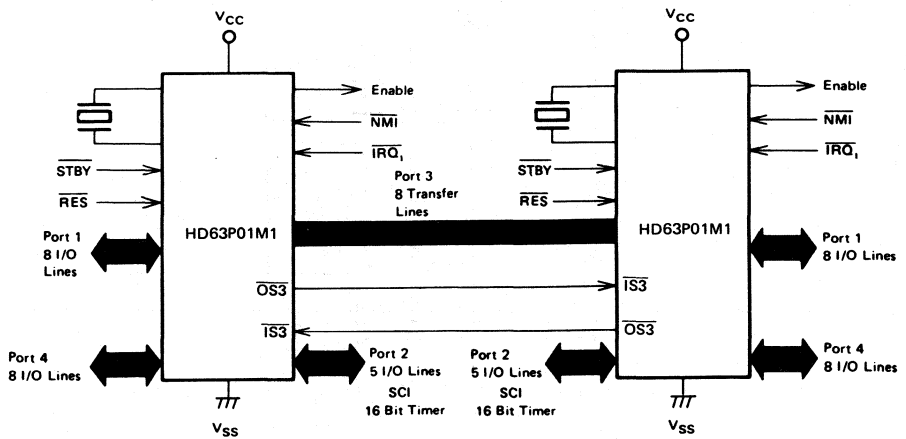 VCC
VCC
Enable
Enable
NMI
NMI
IRQ1
IRQ1
STBY
STBY
Port 3
8 Transfer
Lines
RES
RES
HD63P01M1
HD63P01M1
Port 1
8 I/O
Lines
Port 1
8 I/O Lines
OS3
IS3
IS3
OS3
Port 4
8 I/O Lines
Port 2
5 I/O Lines
SCI
16 Bit Timer
Port 2
5 I/O Lines
SCI
16 Bit Timer
Port 4
8 I/O Lines
VSS
VSS